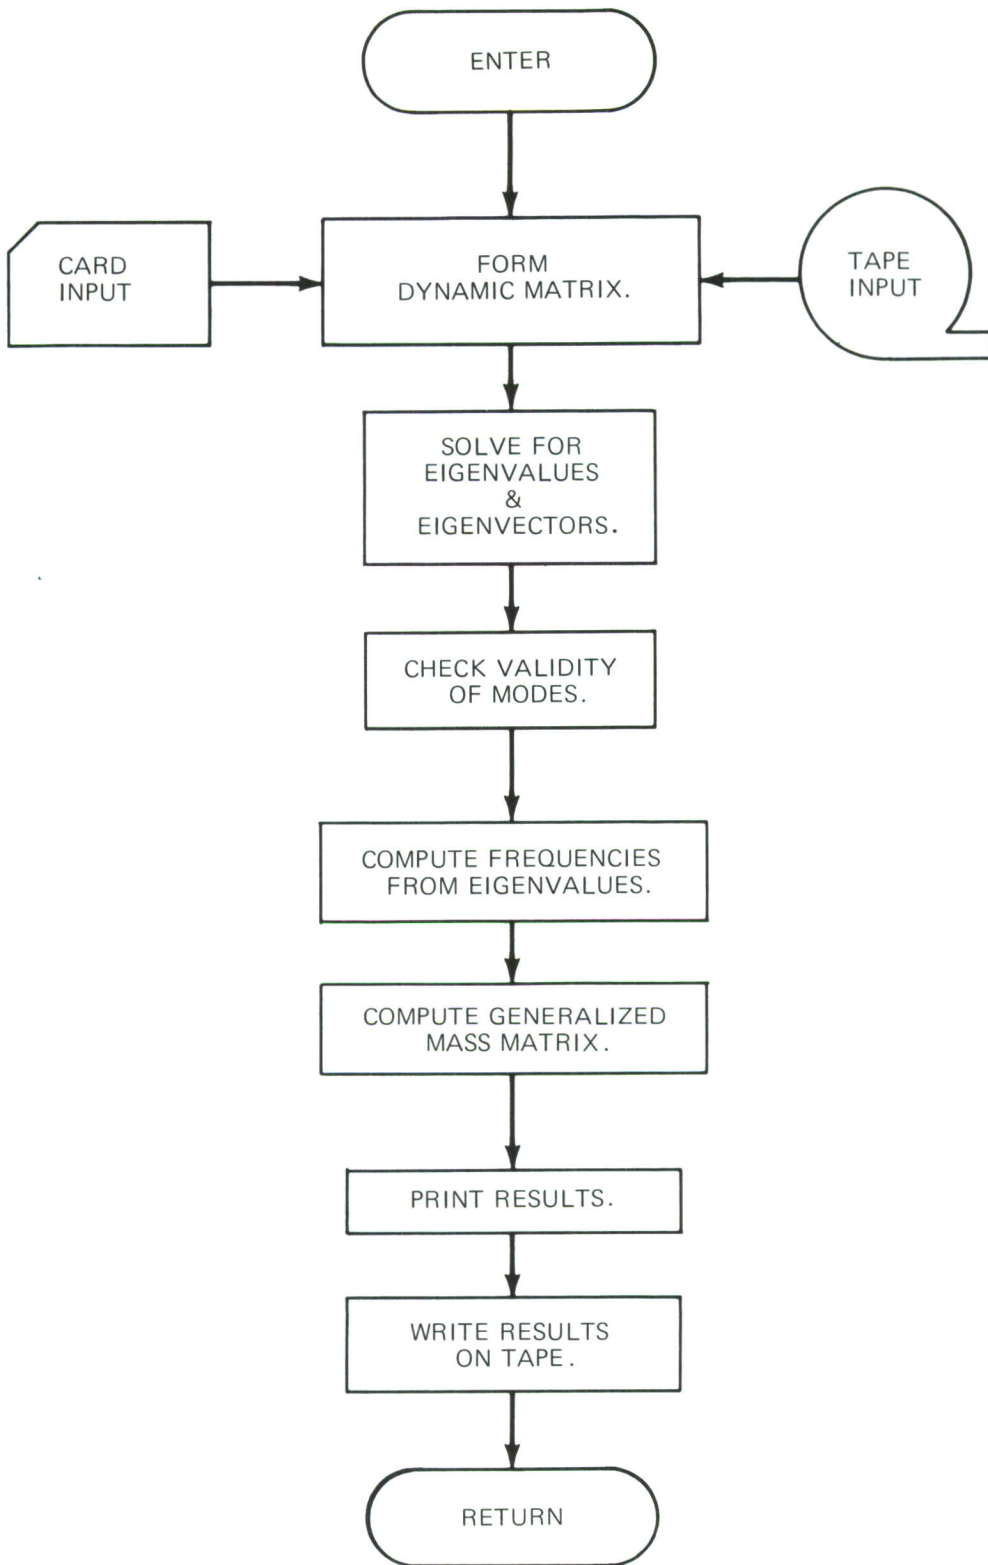 ENTER
CARD
INPUT
FORM
DYNAMIC MATRIX.
TAPE
INPUT
SOLVE FOR
EIGENVALUES
&
EIGENVECTORS.
CHECK VALIDITY
OF MODES.
COMPUTE FREQUENCIES
FROM EIGENVALUES.
COMPUTE GENERALIZED
MASS MATRIX.
PRINT RESULTS.
WRITE RESULTS
ON TAPE.
RETURN